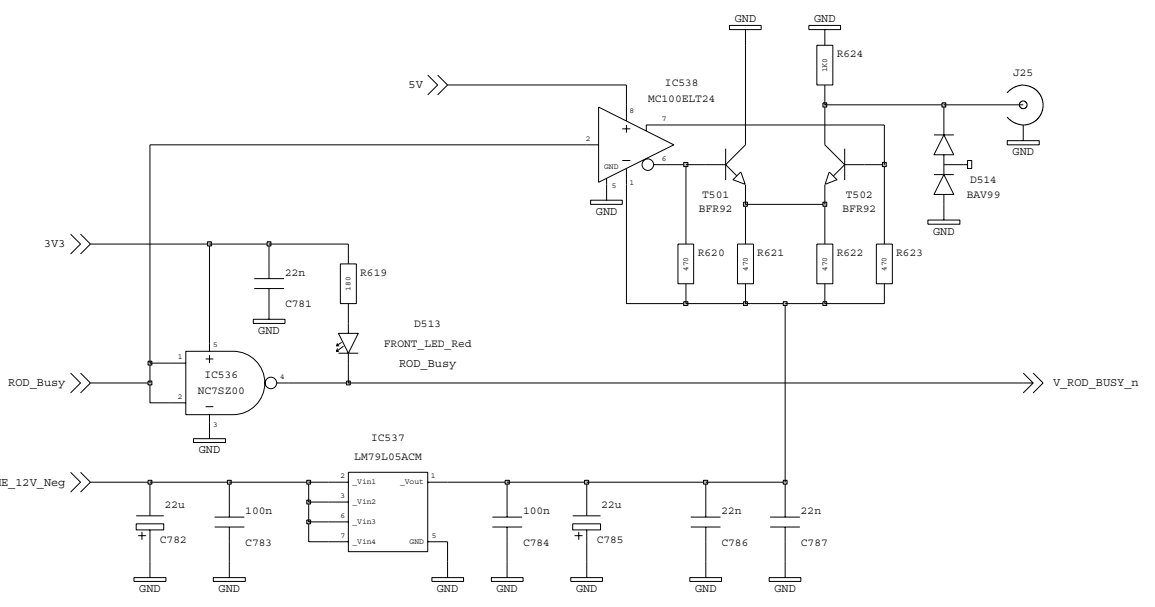 GND
GND
R624
1K0
J25
5V
IC538
MC100ELT24
8
7
+
2
GND
−
6
5
1
GND
GND
T501
BFR92
T502
BFR92
D514
BAV99
GND
3V3
22n
C781
GND
R619
180
R620
470
R621
470
R622
470
R623
470
D513
FRONT_LED_Red
ROD_Busy
5
1
+
IC536
NC7SZ00
4
ROD_Busy
2
−
3
GND
V_ROD_BUSY_n
IC537
LM79L05ACM
E_12V_Neg
2
_Vin1
_Vout
1
3
_Vin2
6
_Vin3
7
_Vin4
GND
5
22u
+
C782
100n
C783
100n
C784
22u
+
C785
22n
C786
22n
C787
GND
GND
GND
GND
GND
GND
GND